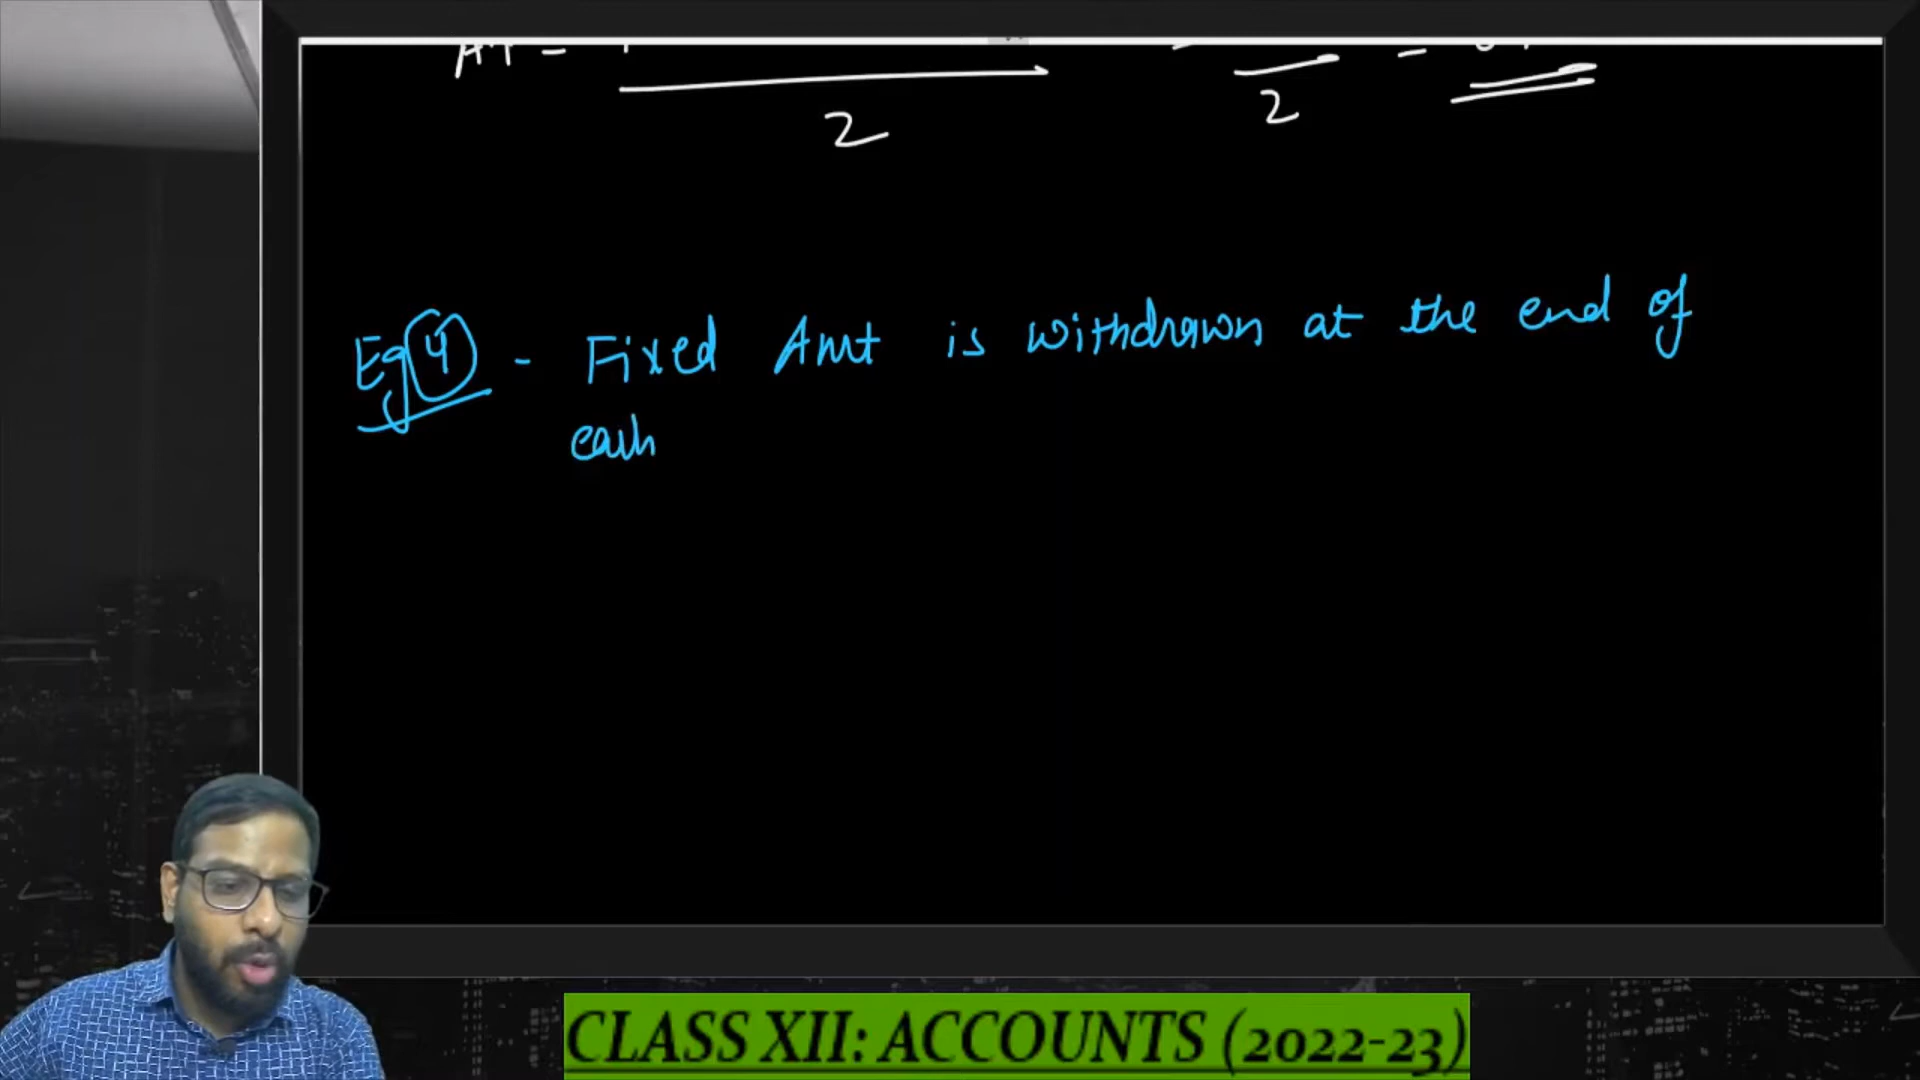 2
2
Eg 4 - Fixed Amt is withdrawn at the end of
each
CLASS XII: ACCOUNTS (2022-23)